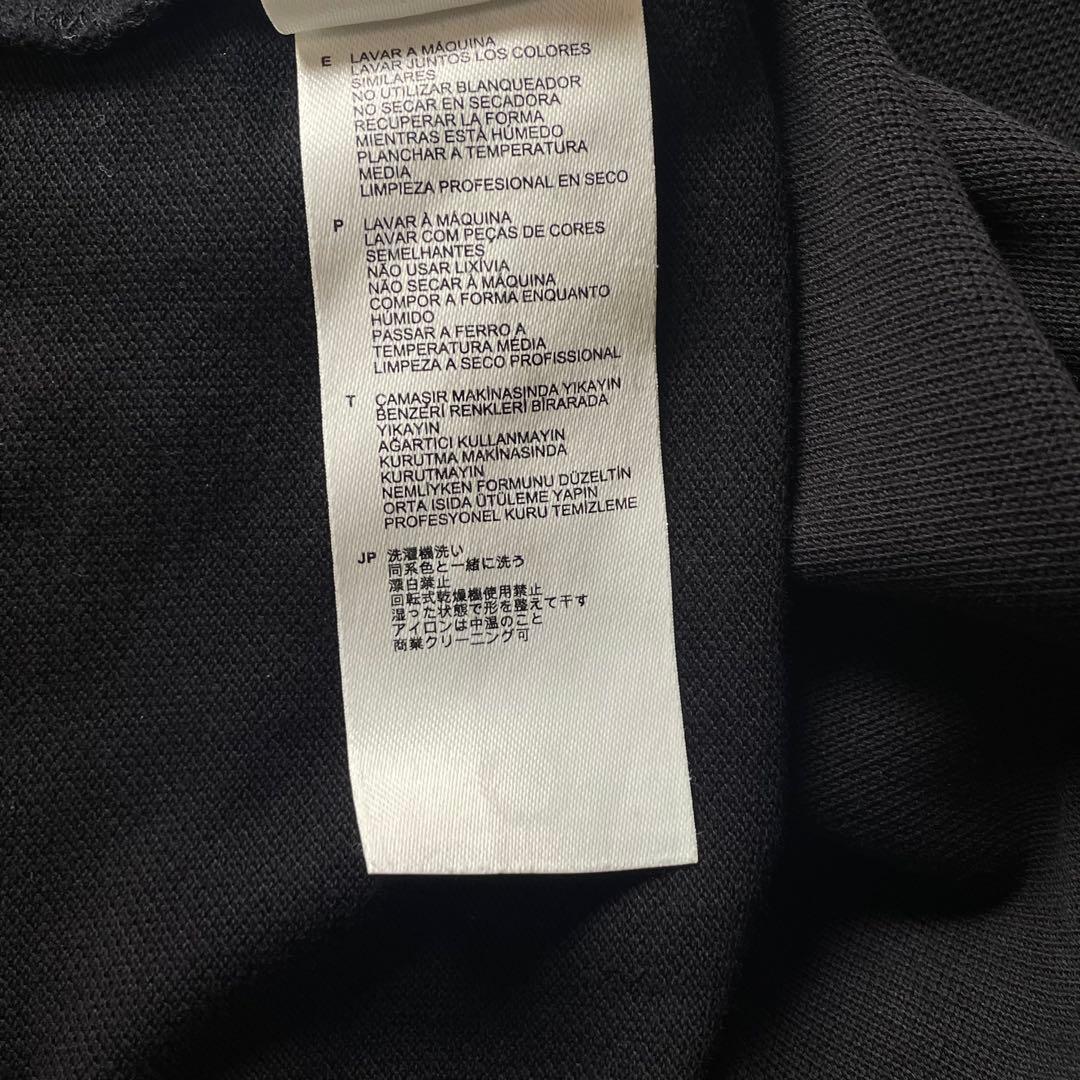 E LAVAR A MÁQUINA
LAVAR JUNTOS LOS COLORES
SIMILARES
NO UTILIZAR BLANQUEADOR
NO SECAR EN SECADORA
RECUPERAR LA FORMA
MIENTRAS ESTÁ HÚMEDO
PLANCHAR A TEMPERATURA
MEDIA
LIMPIEZA PROFESIONAL EN SECO
P LAVAR À MÁQUINA
LAVAR COM PEÇAS DE CORES
SEMELHANTES
NÃO USAR LIXÍVIA
NÃO SECAR À MÁQUINA
COMPOR A FORMA ENQUANTO
HÚMIDO
PASSAR A FERRO A
TEMPERATURA MÉDIA
LIMPEZA A SECO PROFISSIONAL
T ÇAMAŞIR MAKİNASINDA YIKAYIN
BENZERİ RENKLERİ BİRARADA
YIKAYIN
AĞARTICI KULLANMAYIN
KURUTMA MAKİNASINDA
KURUTMAYIN
NEMLİYKEN FORMUNU DÜZELTİN
ORTA ISIDA ÜTÜLEME YAPIN
PROFESYONEL KURU TEMİZLEME
JP 洗濯機洗い
同系色と一緒に洗う
漂白禁止
回転式乾燥機使用禁止
湿った状態で形を整えて干す
アイロンは中温のこと
商業クリーニング可